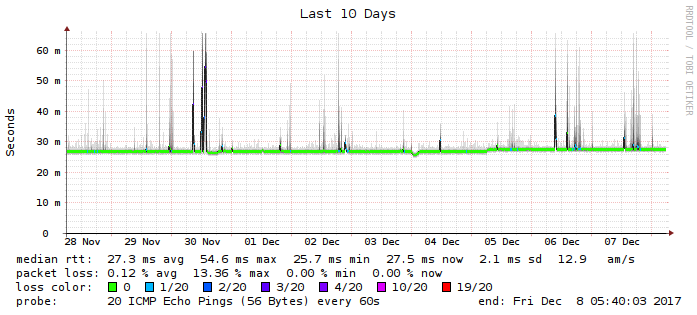 Last 10 Days
RRDTOOL / TOBI OETIKER
Seconds
60 m
50 m
40 m
30 m
20 m
10 m
0
28 Nov 29 Nov 30 Nov 01 Dec 02 Dec 03 Dec 04 Dec 05 Dec 06 Dec 07 Dec
median rtt: 27.3 ms avg 54.6 ms max 25.7 ms min 27.5 ms now 2.1 ms sd 12.9 am/s
packet loss: 0.12 % avg 13.36 % max 0.00 % min 0.00 % now
loss color: 0 1/20 2/20 3/20 4/20 10/20 19/20
probe: 20 ICMP Echo Pings (56 Bytes) every 60s end: Fri Dec 8 05:40:03 2017